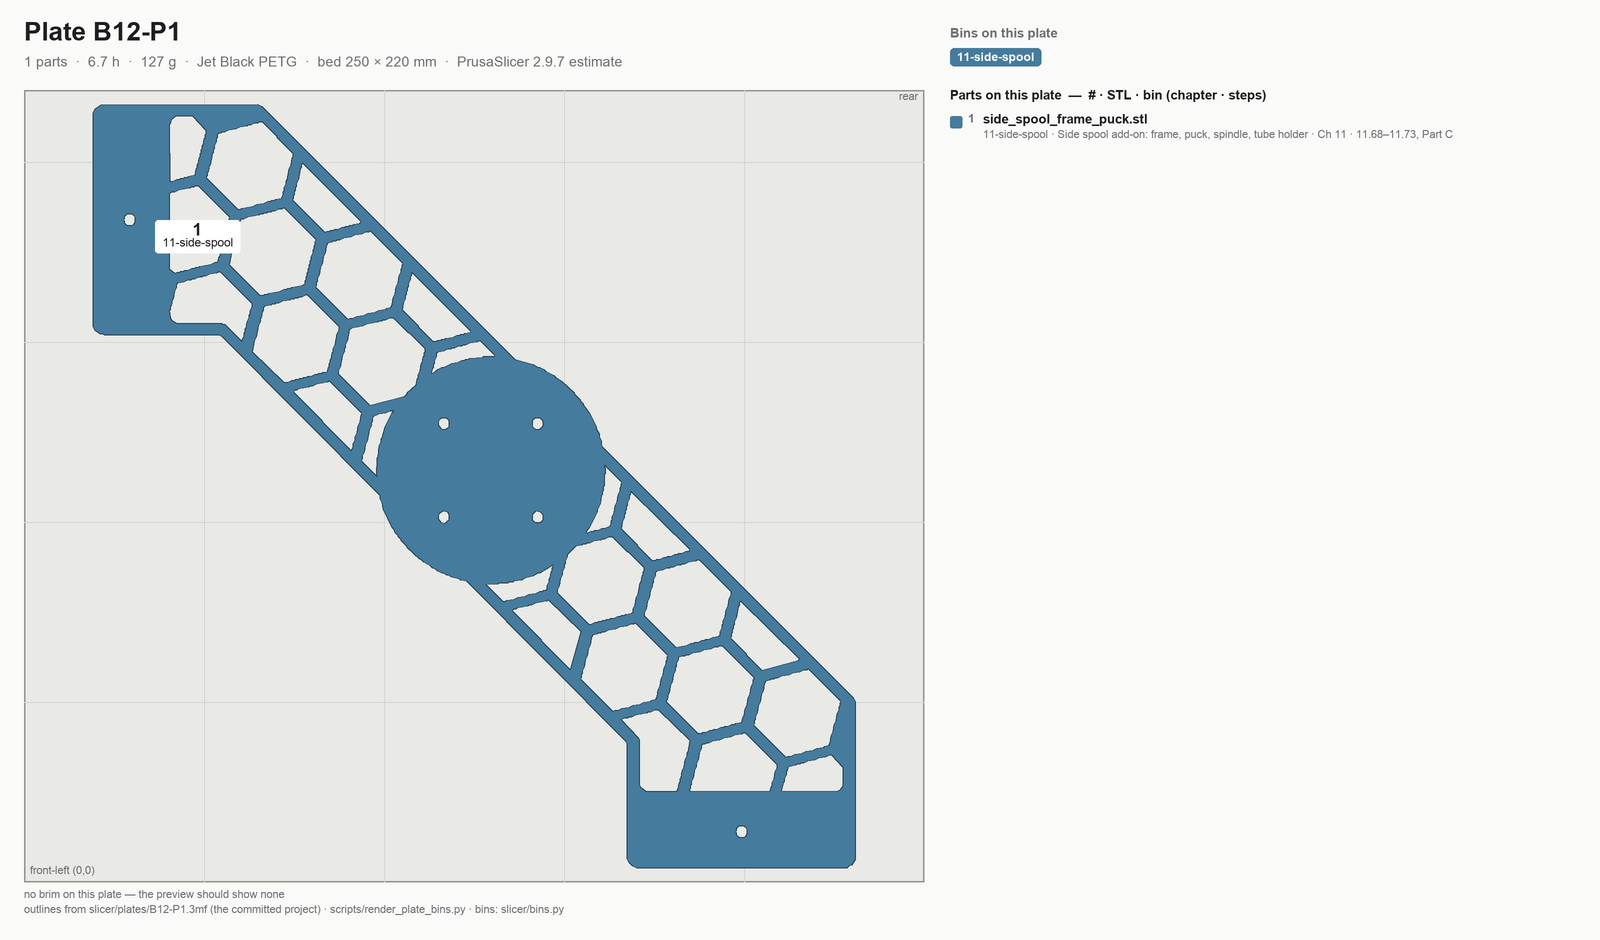 Plate B12-P1
1 parts · 6.7 h · 127 g · Jet Black PETG · bed 250 × 220 mm · PrusaSlicer 2.9.7 estimate
rear
1
11-side-spool
front-left (0,0)
no brim on this plate — the preview should show none
outlines from slicer/plates/B12-P1.3mf (the committed project) · scripts/render_plate_bins.py · bins: slicer/bins.py
Bins on this plate
11-side-spool
Parts on this plate — # · STL · bin (chapter · steps)
1 side_spool_frame_puck.stl
11-side-spool · Side spool add-on: frame, puck, spindle, tube holder · Ch 11 · 11.68–11.73, Part C